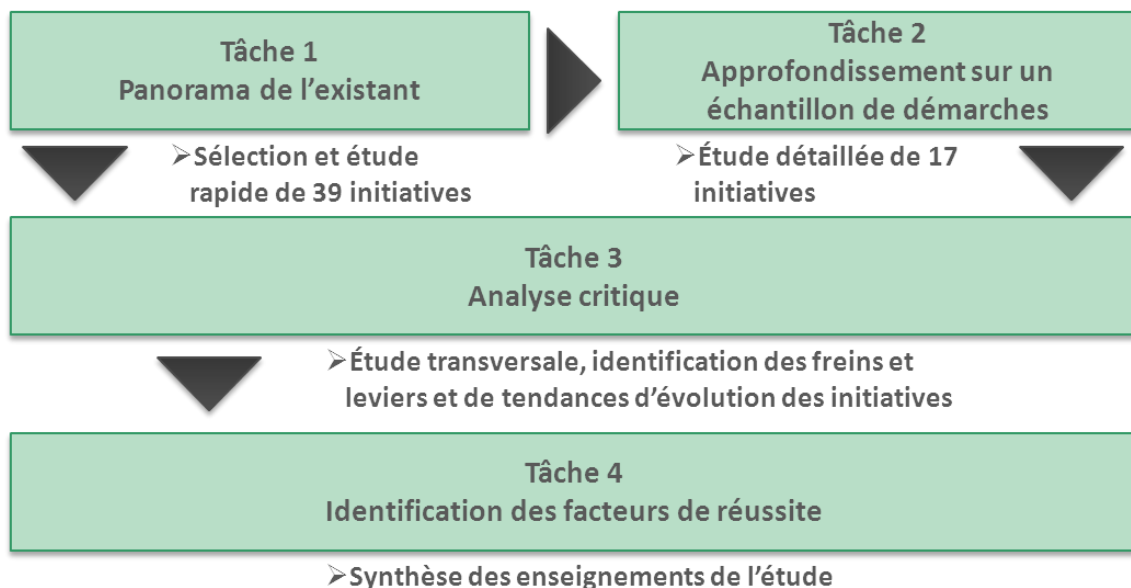 Tâche 1
Panorama de l’existant
Tâche 2
Approfondissement sur un
échantillon de démarches
➢Sélection et étude
rapide de 39 initiatives
➢Étude détaillée de 17
initiatives
Tâche 3
Analyse critique
➢Étude transversale, identification des freins et
leviers et de tendances d’évolution des initiatives
Tâche 4
Identification des facteurs de réussite
➢Synthèse des enseignements de l’étude